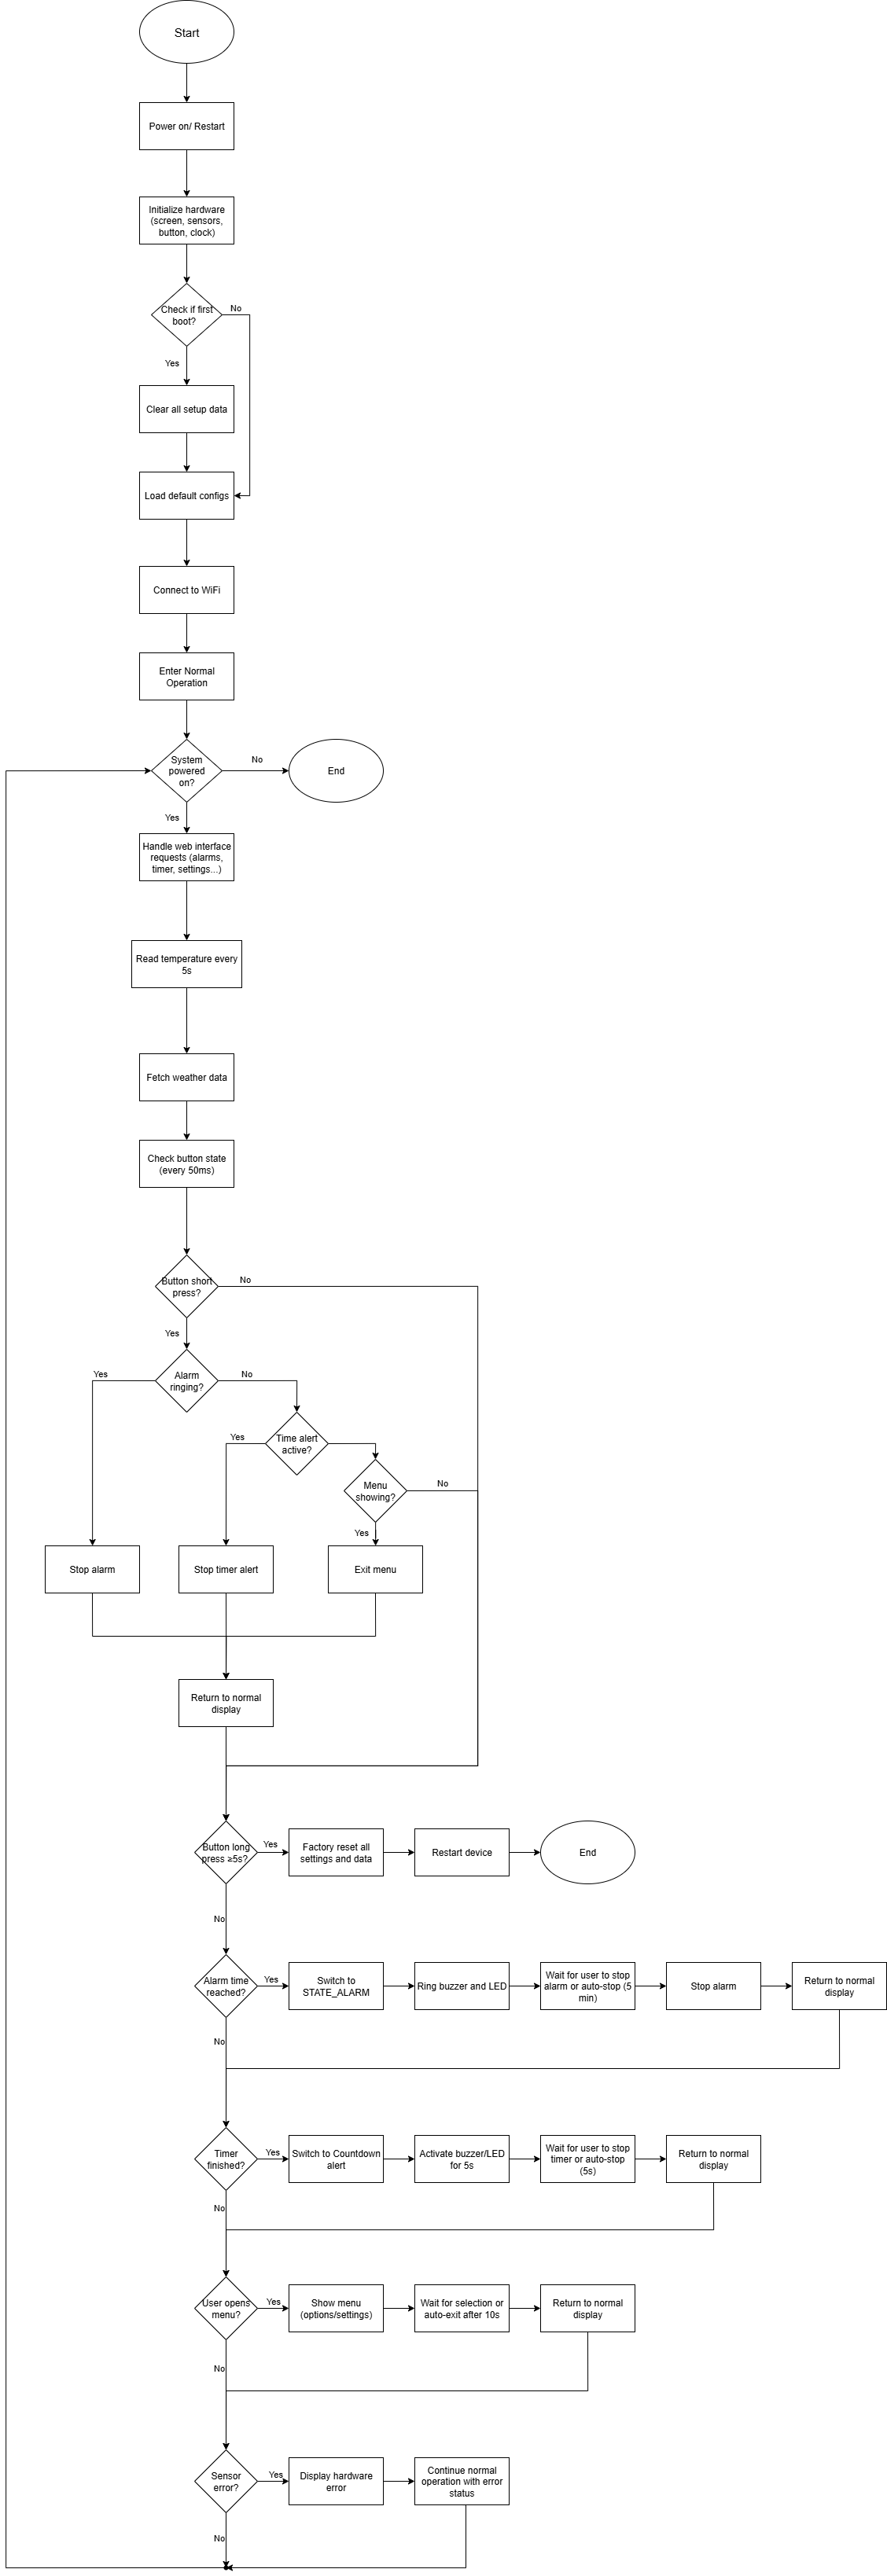 Start
Power on/ Restart
Initialize hardware
(screen, sensors,
button, clock)
Check if first
boot?
No
Yes
Clear all setup data
Load default configs
Connect to WiFi
Enter Normal
Operation
System
powered
on?
No
End
Yes
Handle web interface
requests (alarms,
timer, settings...)
Read temperature every
5s
Fetch weather data
Check button state
(every 50ms)
Button short
press?
No
Yes
Alarm
ringing?
Yes
No
Time alert
active?
Yes
Menu
showing?
No
Yes
Stop alarm
Stop timer alert
Exit menu
Return to normal
display
Button long
press ≥5s?
Yes
Factory reset all
settings and data
Restart device
End
No
Alarm time
reached?
Yes
Switch to
STATE_ALARM
Ring buzzer and LED
Wait for user to stop
alarm or auto-stop (5
min)
Stop alarm
Return to normal
display
No
Timer
finished?
Yes
Switch to Countdown
alert
Activate buzzer/LED
for 5s
Wait for user to stop
timer or auto-stop
(5s)
Return to normal
display
No
User opens
menu?
Yes
Show menu
(options/settings)
Wait for selection or
auto-exit after 10s
Return to normal
display
No
Sensor
error?
Yes
Display hardware
error
Continue normal
operation with error
status
No